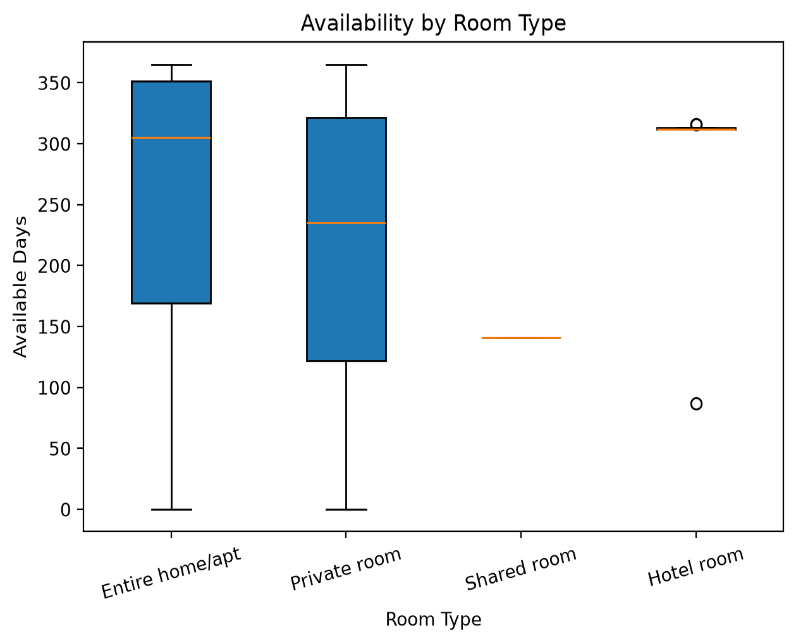 Availability by Room Type
Available Days
350
300
250
200
150
100
50
0
Entire home/apt
Private room
Shared room
Hotel room
Room Type